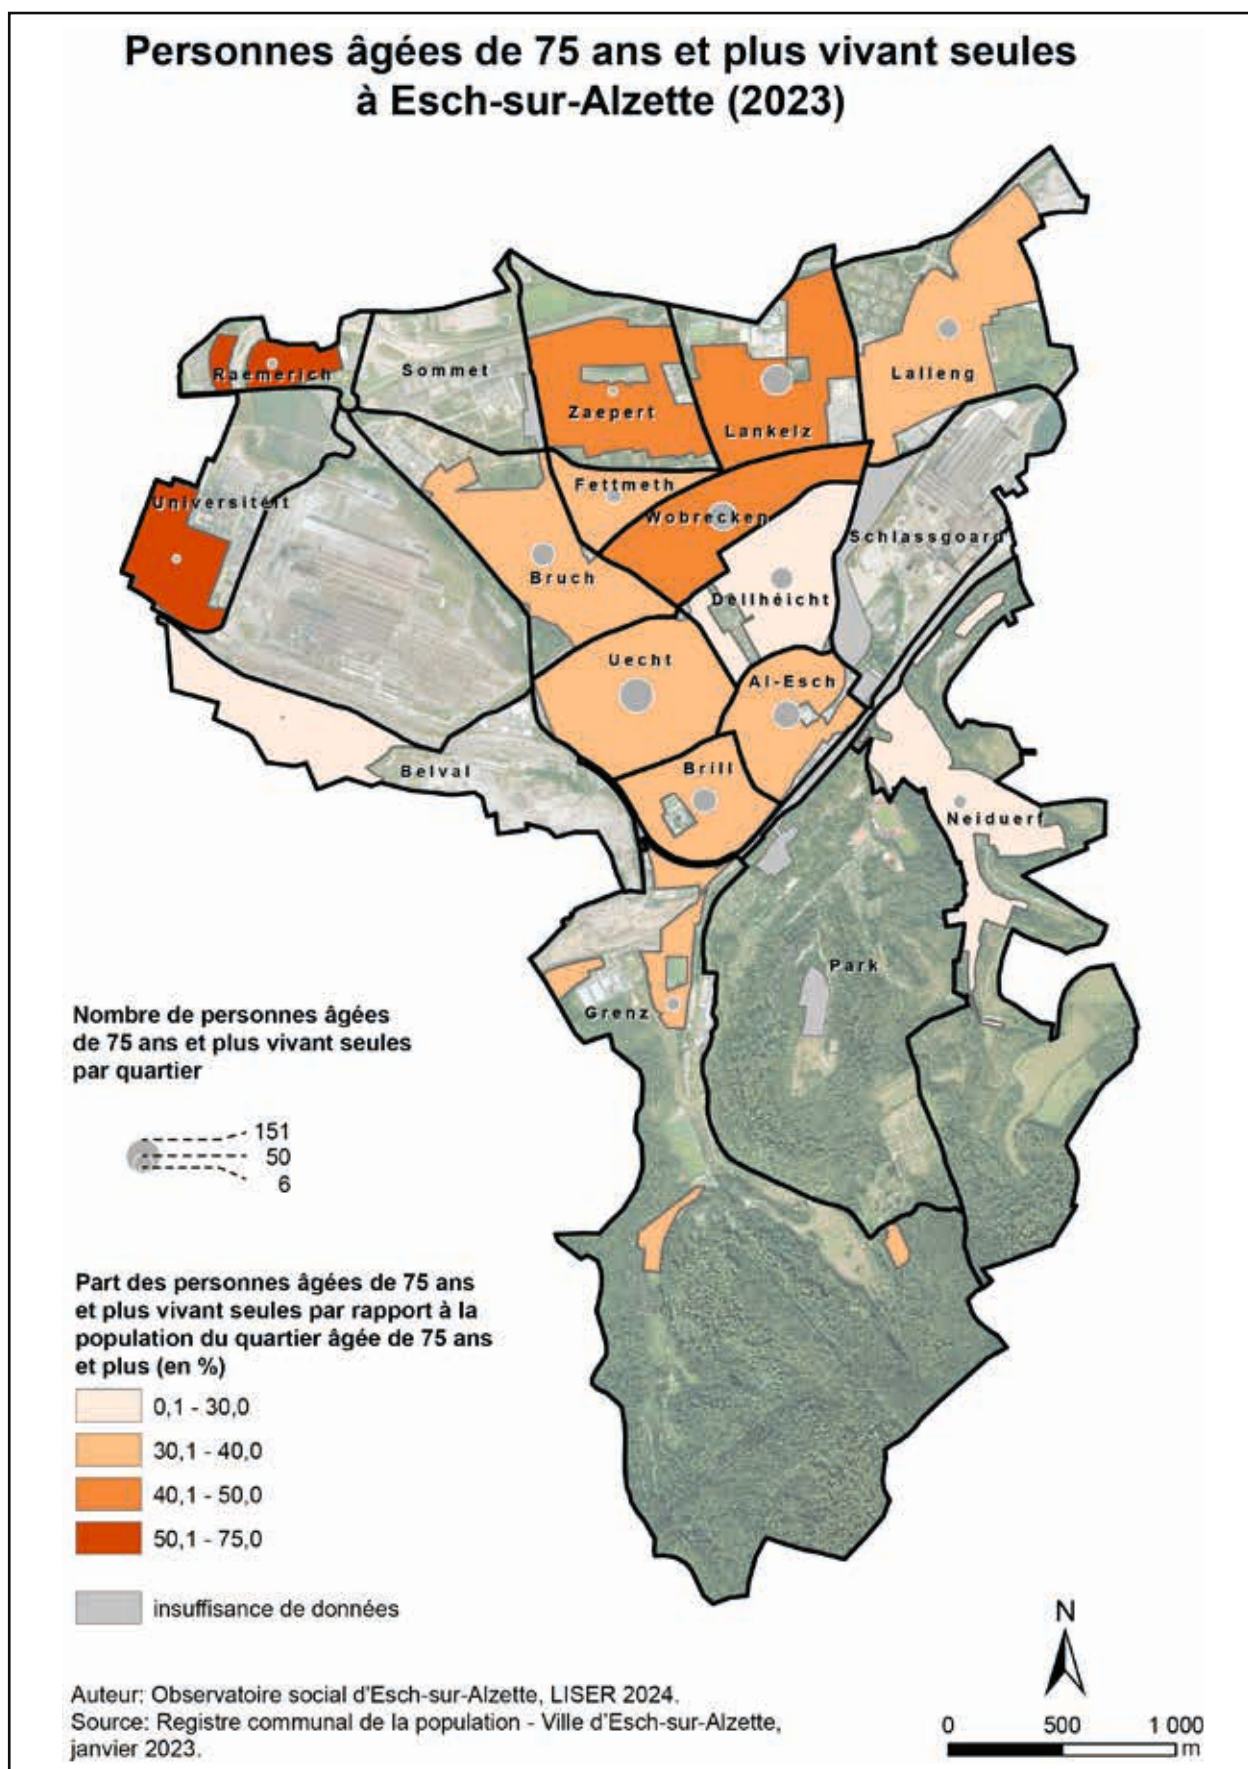 Personnes âgées de 75 ans et plus vivant seules
à Esch-sur-Alzette (2023)
Raemerich
Sommet
Zaepert
Lankelz
Lalleng
Universitéit
Fettmeth
Wobrecken
Schlassgoard
Bruch
Dellhéicht
Uecht
Al-Esch
Belval
Brill
Neiduerf
Park
Grenz
Nombre de personnes âgées
de 75 ans et plus vivant seules
par quartier
151
50
6
Part des personnes âgées de 75 ans
et plus vivant seules par rapport à la
population du quartier âgée de 75 ans
et plus (en %)
0,1 - 30,0
30,1 - 40,0
40,1 - 50,0
50,1 - 75,0
insuffisance de données
Auteur: Observatoire social d'Esch-sur-Alzette, LISER 2024.
Source: Registre communal de la population - Ville d'Esch-sur-Alzette,
janvier 2023.
N
0 500 1 000
m